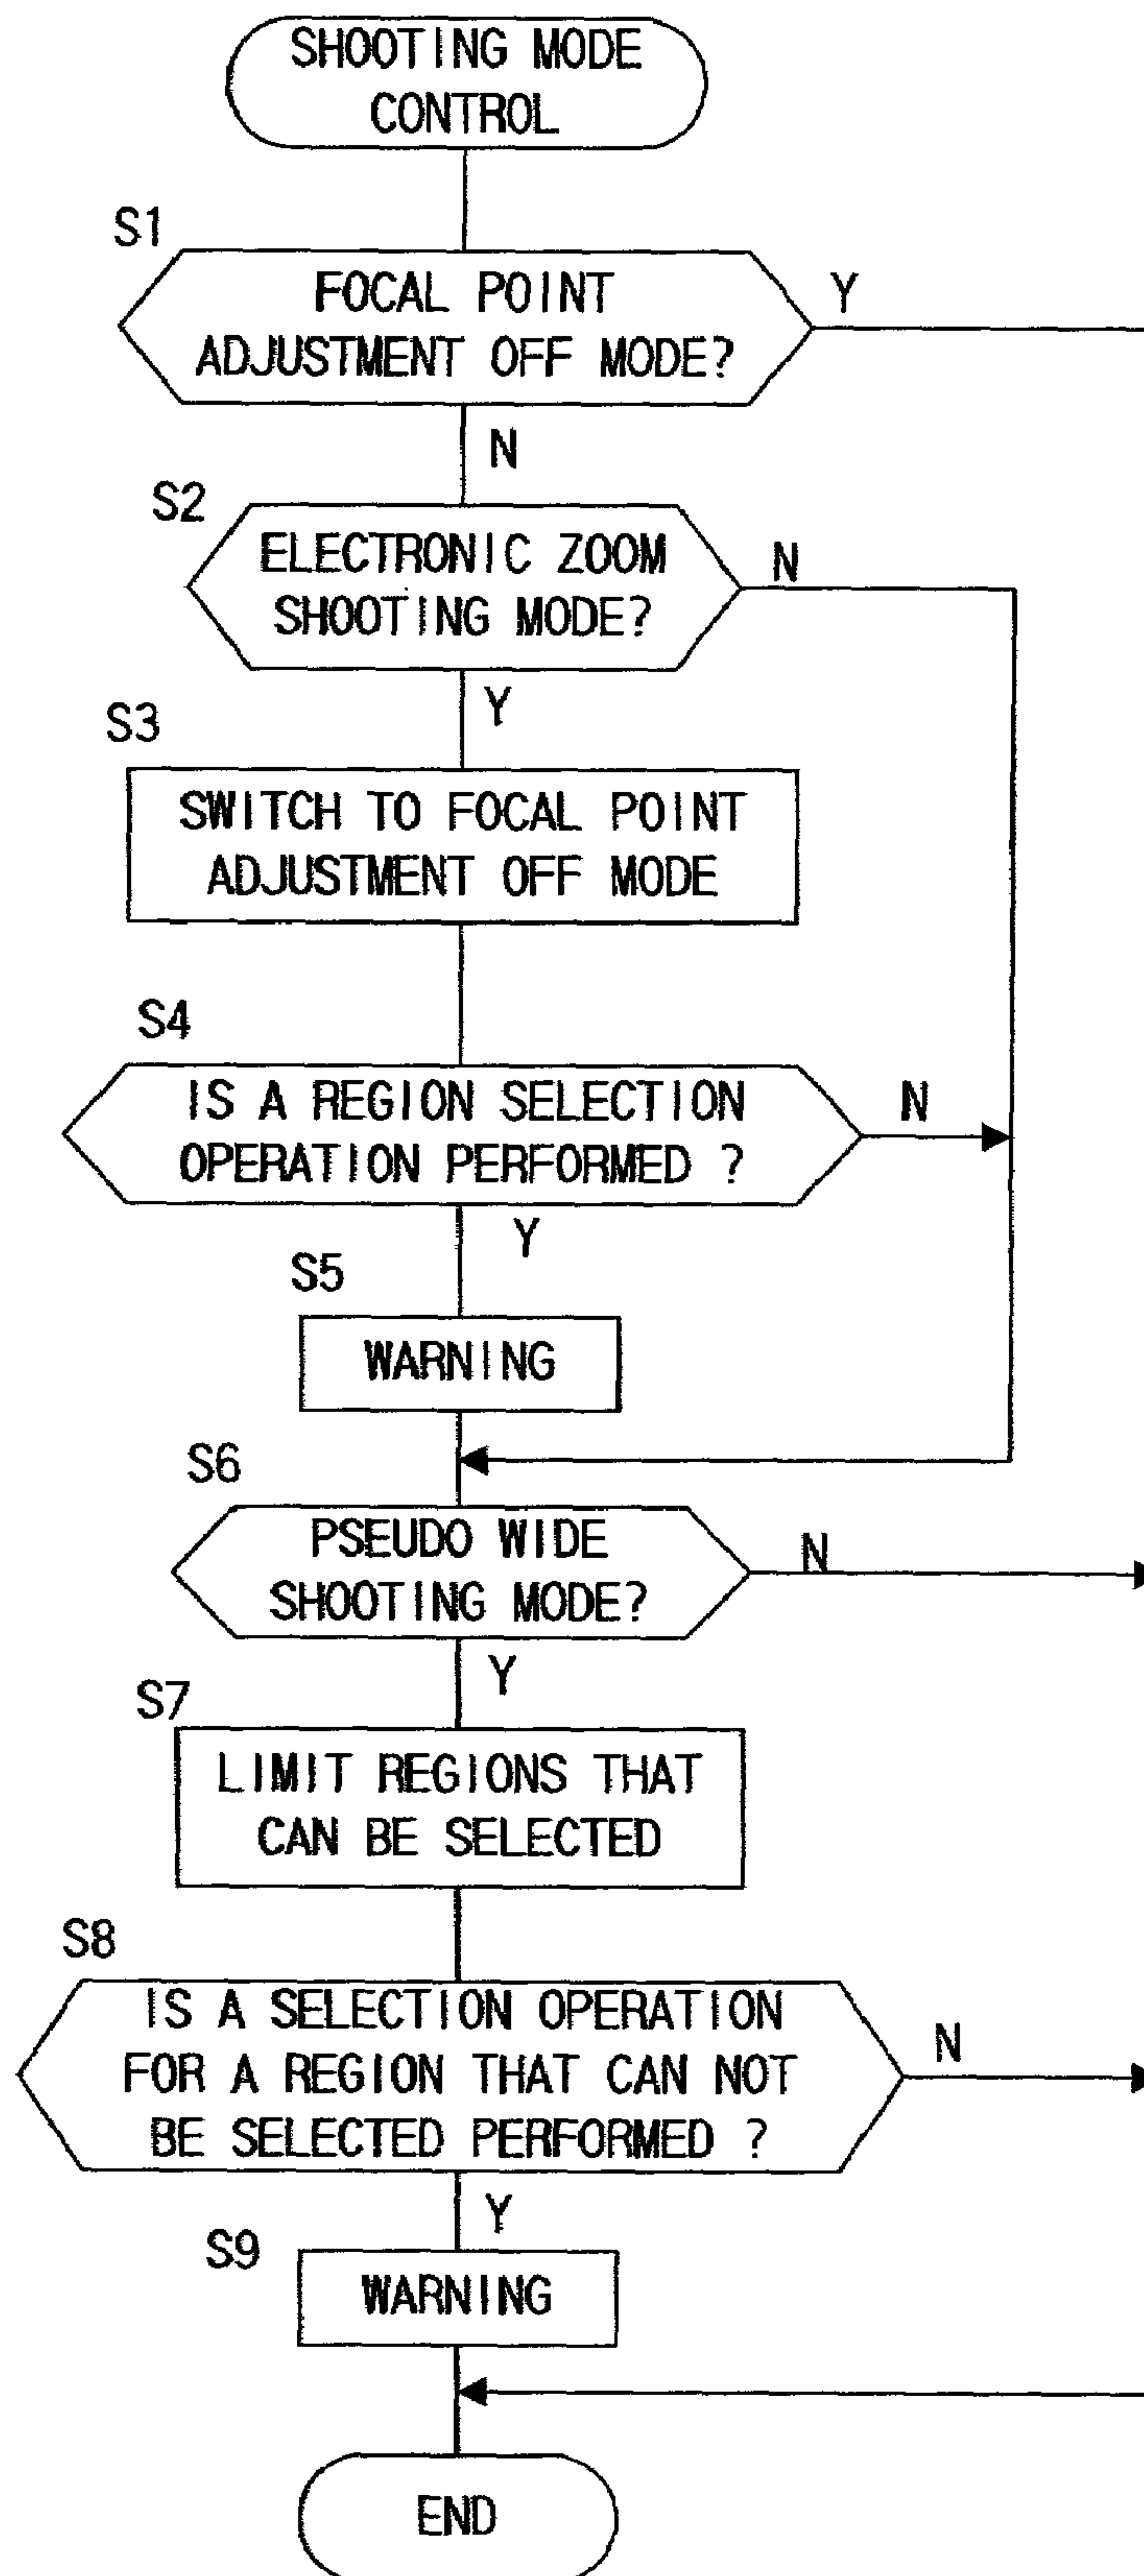 SHOOTING MODE
CONTROL
S1
FOCAL POINT
ADJUSTMENT OFF MODE?
Y
N
S2
ELECTRONIC ZOOM
SHOOTING MODE?
N
Y
S3
SWITCH TO FOCAL POINT
ADJUSTMENT OFF MODE
S4
IS A REGION SELECTION
OPERATION PERFORMED ?
N
Y
S5
WARNING
S6
PSEUDO WIDE
SHOOTING MODE?
N
Y
S7
LIMIT REGIONS THAT
CAN BE SELECTED
S8
IS A SELECTION OPERATION
FOR A REGION THAT CAN NOT
BE SELECTED PERFORMED ?
N
Y
S9
WARNING
END